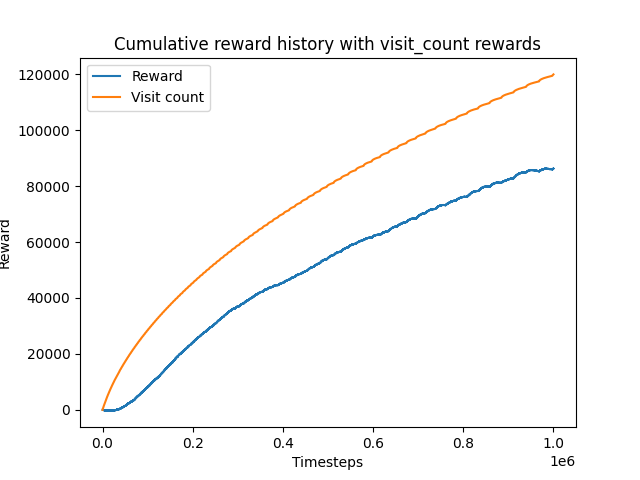 Cumulative reward history with visit_count rewards
Reward
Visit count
120000
100000
80000
60000
40000
20000
0
Reward
0.0 0.2 0.4 0.6 0.8 1.0
1e6
Timesteps